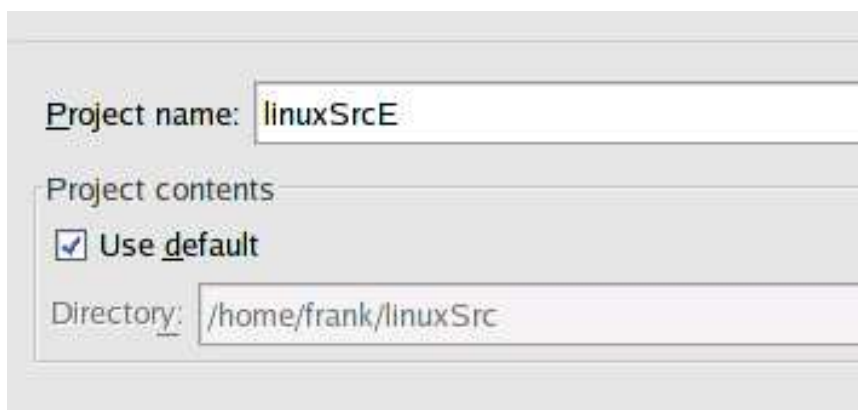 Project name: linuxSrcE
Project contents
Use default
Directory: /home/frank/linuxSrc